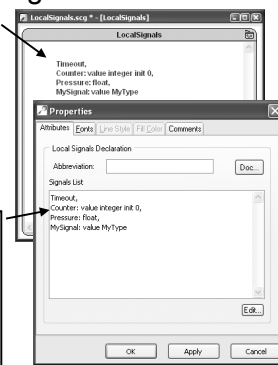 LocalSignals.scg * - [LocalSignals]
LocalSignals
Timeout,
Counter: value integer init 0,
Pressure: float,
MySignal: value MyType
Properties
Attributes Fonts Line Style Fill Color Comments
Local Signals Declaration
Abbreviation:
Doc...
Signals List
Timeout,
Counter: value integer init 0,
Pressure: float,
MySignal: value MyType
Edit...
OK Apply Cancel